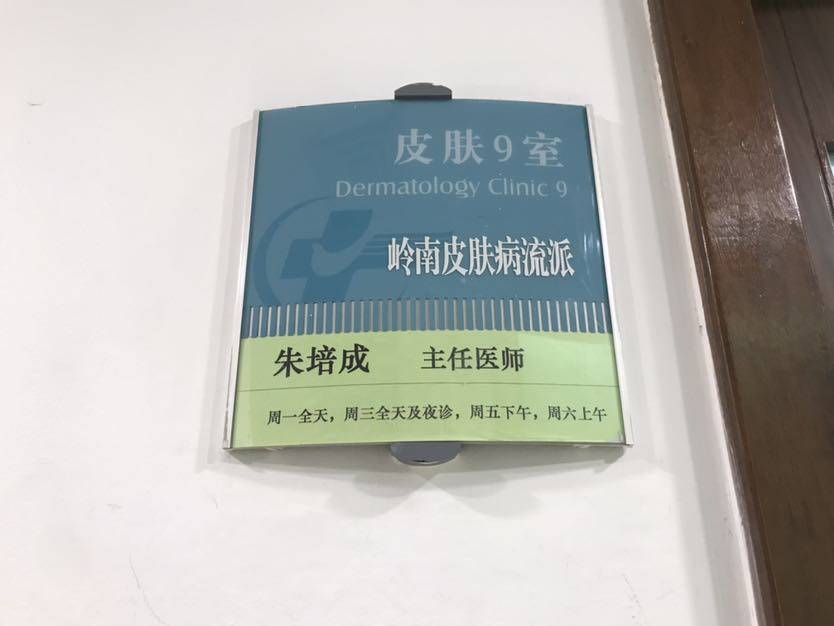 皮肤9室
Dermatology Clinic 9
岭南皮肤病流派
朱培成 主任医师
周一全天，周三全天及夜诊，周五下午，周六上午